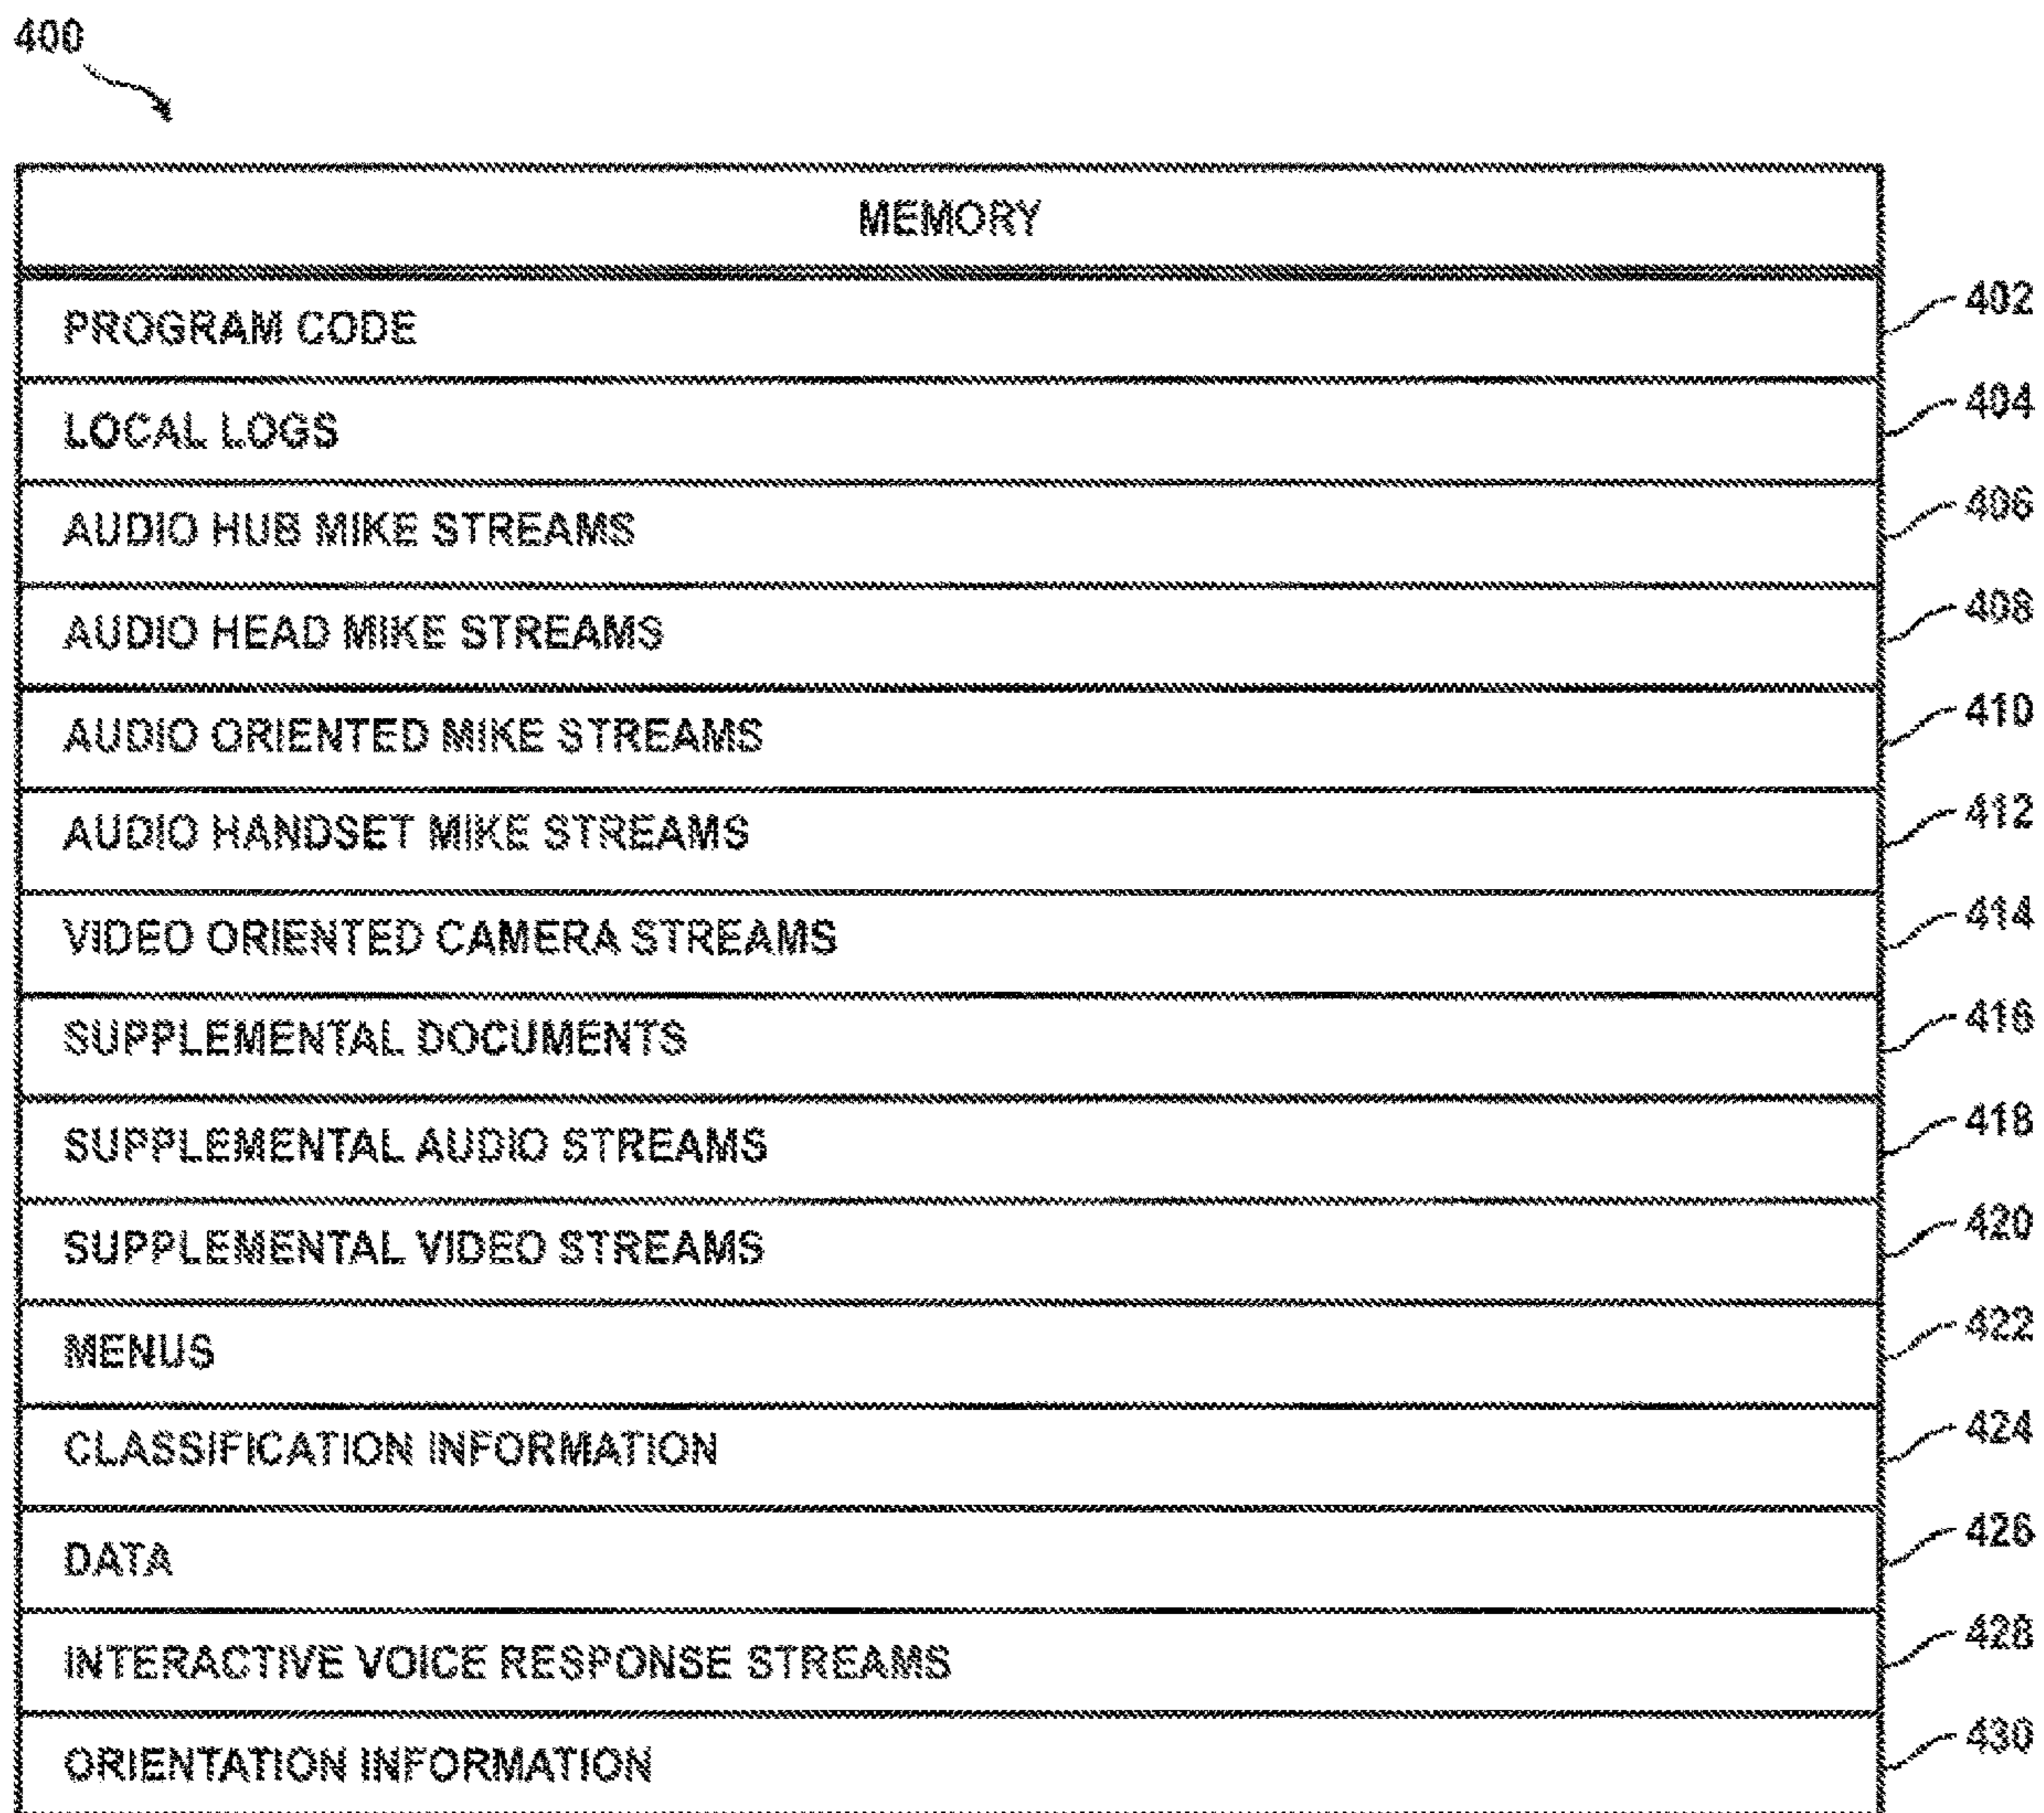 400
MEMORY
PROGRAM CODE 402
LOCAL LOGS 404
AUDIO HUB MIKE STREAMS 406
AUDIO HEAD MIKE STREAMS 408
AUDIO ORIENTED MIKE STREAMS 410
AUDIO HANDSET MIKE STREAMS 412
VIDEO ORIENTED CAMERA STREAMS 414
SUPPLEMENTAL DOCUMENTS 416
SUPPLEMENTAL AUDIO STREAMS 418
SUPPLEMENTAL VIDEO STREAMS 420
MENUS 422
CLASSIFICATION INFORMATION 424
DATA 426
INTERACTIVE VOICE RESPONSE STREAMS 428
ORIENTATION INFORMATION 430